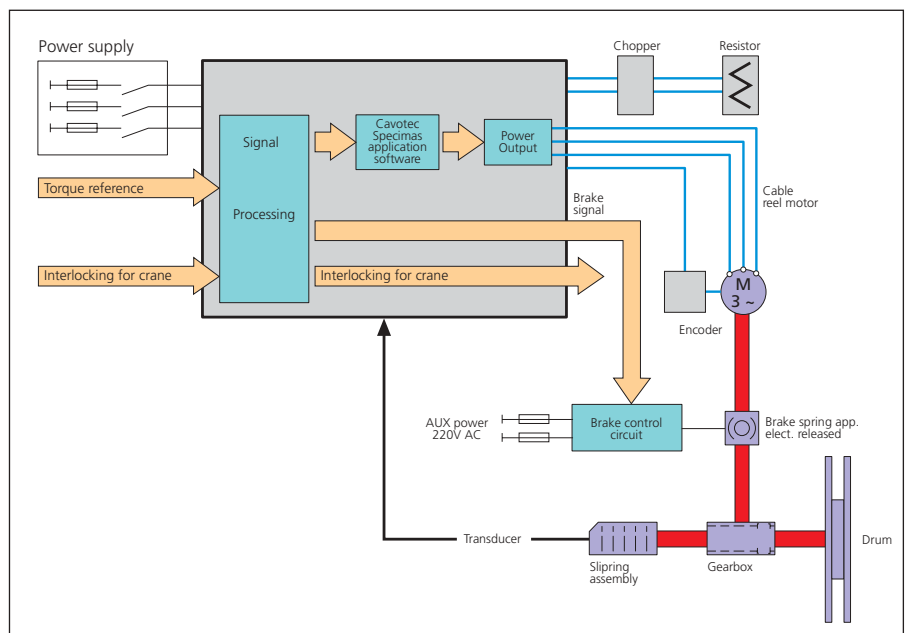 Power supply
Chopper
Resistor
Signal
Processing
Cavotec
Specimas
application
software
Power
Output
Torque reference
Brake
signal
Cable
reel motor
Interlocking for crane
Interlocking for crane
M
3 ~
Encoder
AUX power
220V AC
Brake control
circuit
Brake spring app.
elect. released
Transducer
Slipring
assembly
Gearbox
Drum